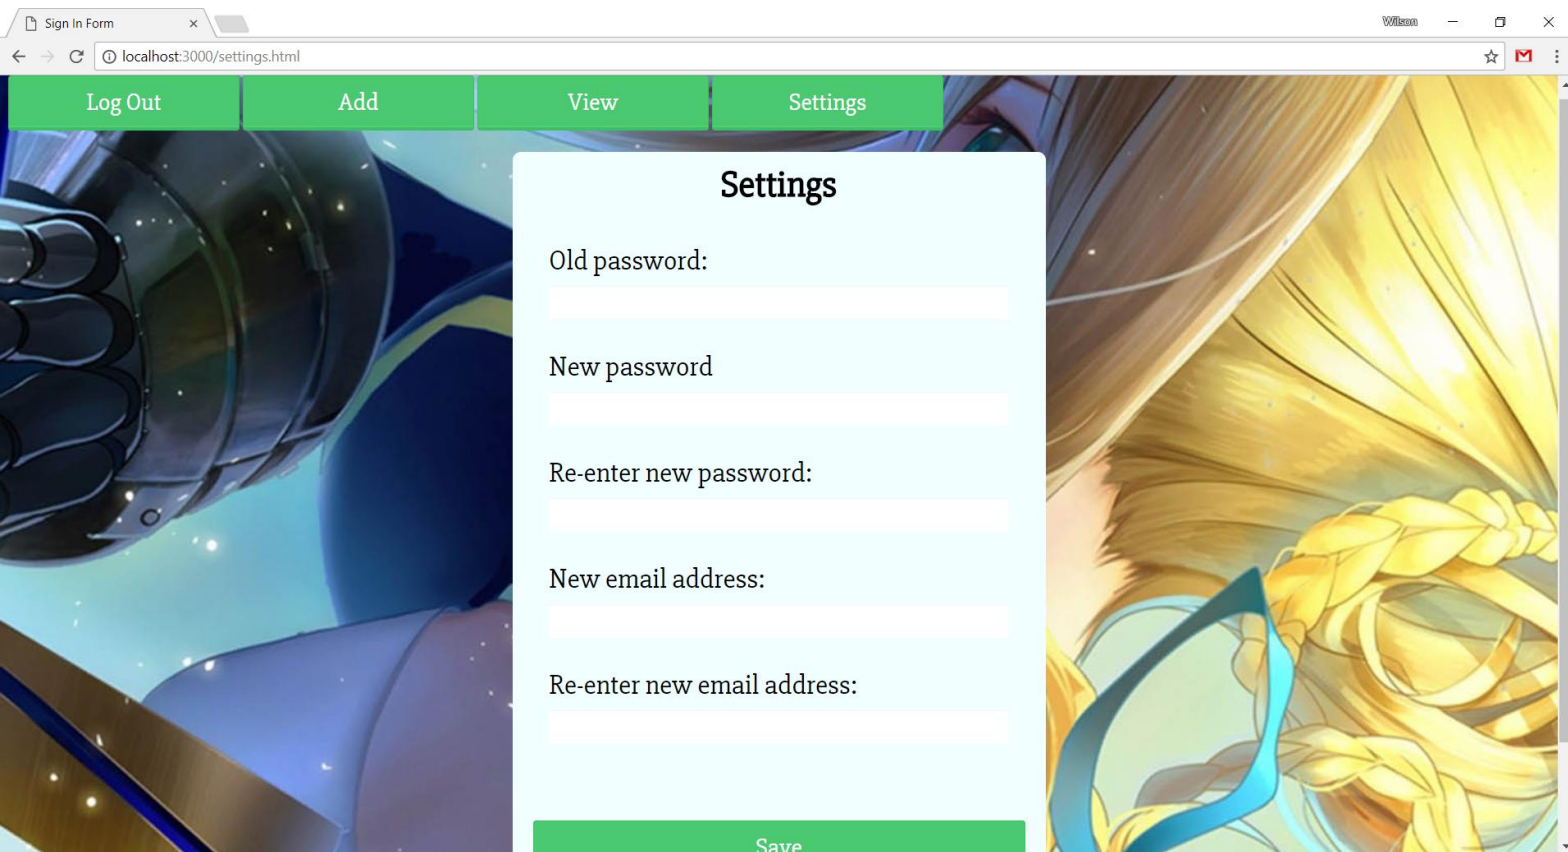 Sign In Form
Wilson
localhost:3000/settings.html
Log Out
Add
View
Settings
Settings
Old password:
New password
Re-enter new password:
New email address:
Re-enter new email address:
Save